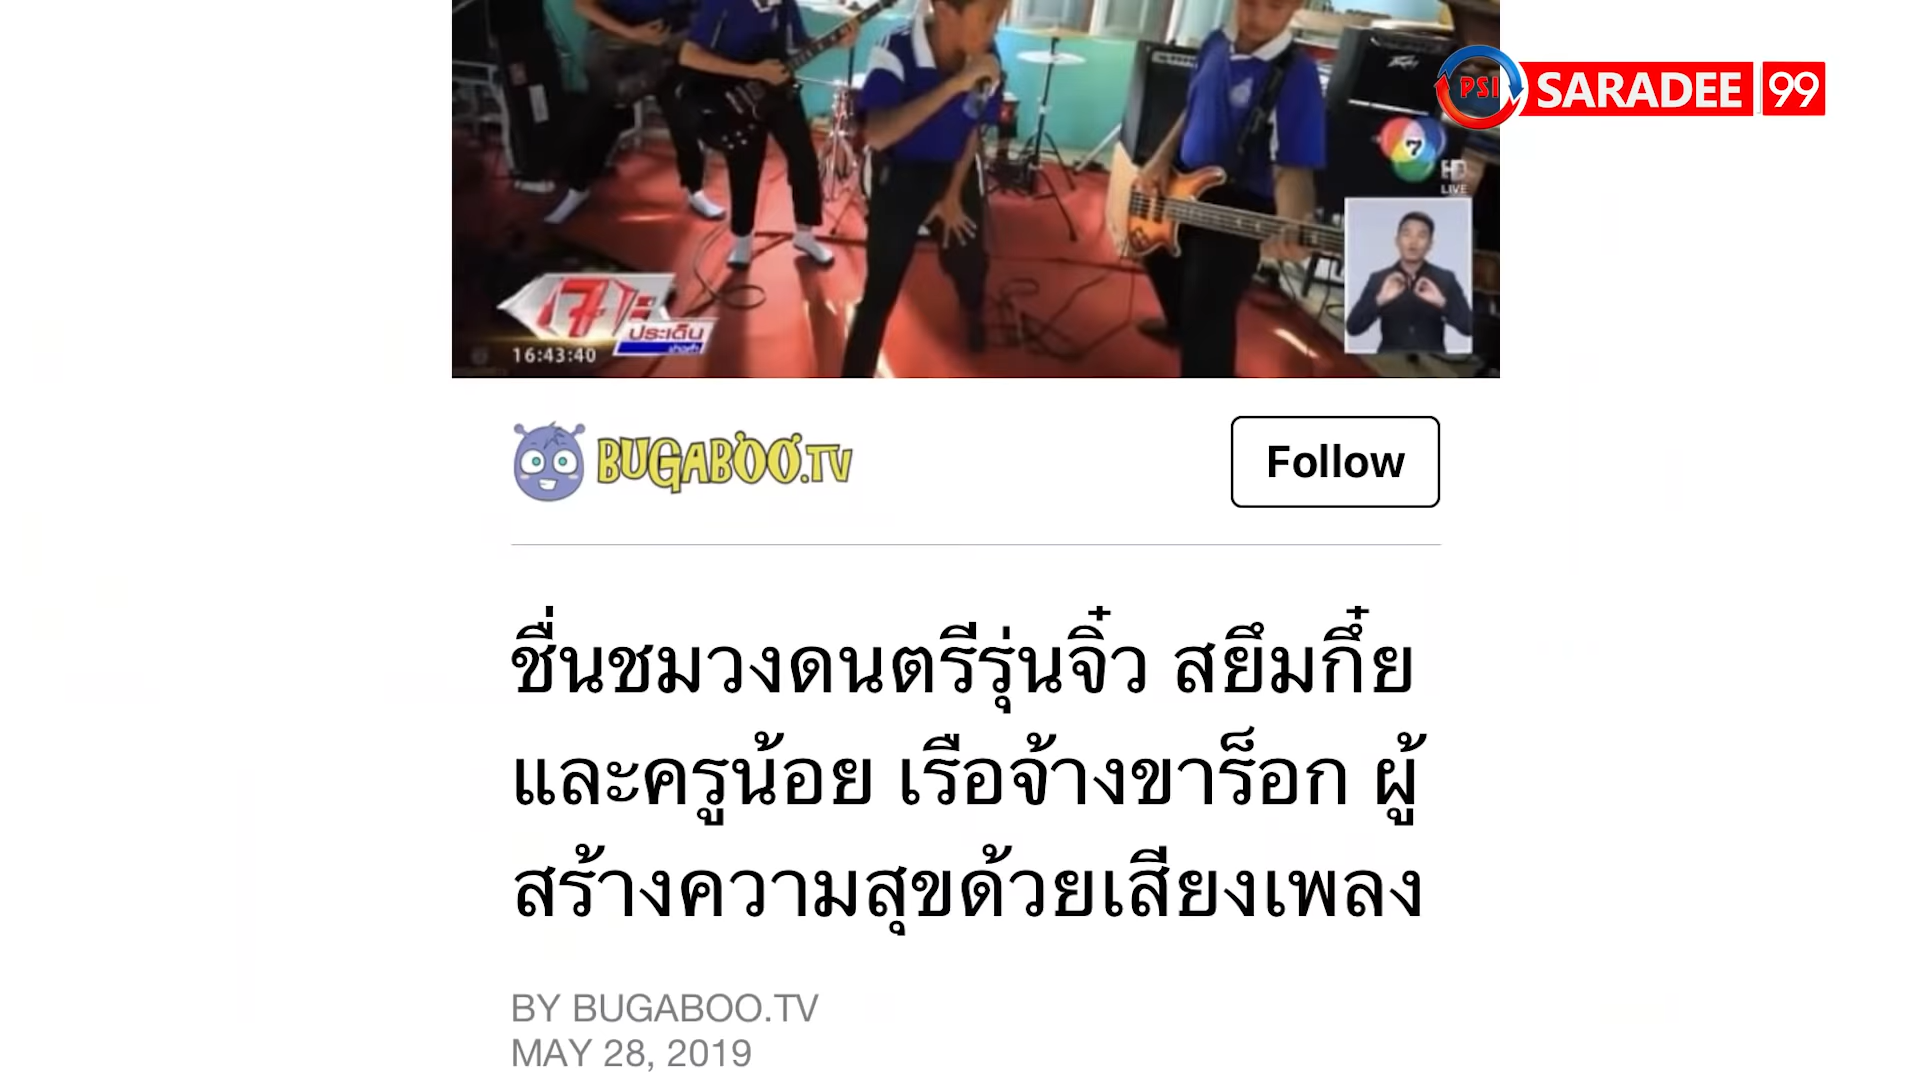 PEAVEY
PSI SARADEE 99
7
HD
LIVE
7
ประเด็น
16:43:40
BUGABOO.TV
Follow
ชื่นชมวงดนตรีรุ่นจิ๋ว สยึมกึ๋ย
และครูน้อย เรือจ้างขาร็อก ผู้
สร้างความสุขด้วยเสียงเพลง
BY BUGABOO.TV
MAY 28, 2019